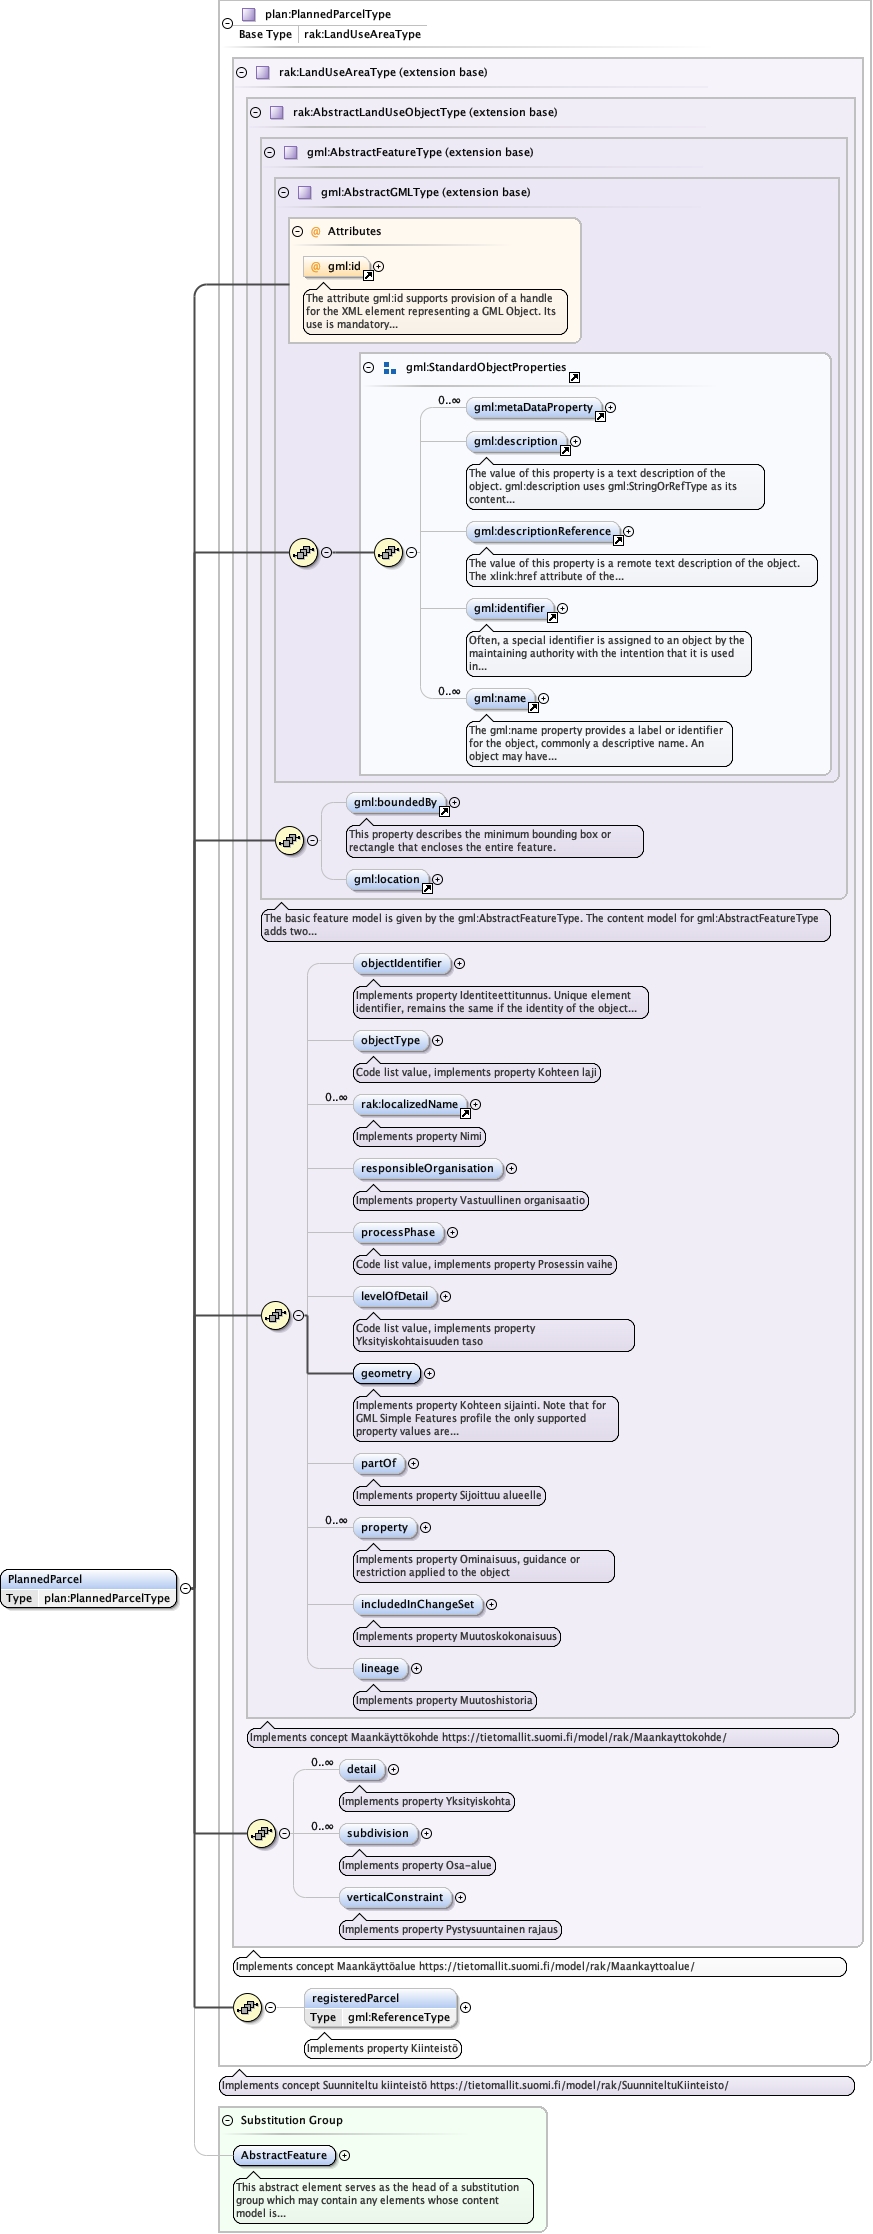 plan:PlannedParcelType
Base Type rak:LandUseAreaType
rak:LandUseAreaType (extension base)
rak:AbstractLandUseObjectType (extension base)
gml:AbstractFeatureType (extension base)
gml:AbstractGMLType (extension base)
@ Attributes
@ gml:id
The attribute gml:id supports provision of a handle
for the XML element representing a GML Object. Its
use is mandatory...
gml:StandardObjectProperties
0..∞
gml:metaDataProperty
gml:description
The value of this property is a text description of the
object. gml:description uses gml:StringOrRefType as its
content...
gml:descriptionReference
The value of this property is a remote text description of the object.
The xlink:href attribute of the...
gml:identifier
Often, a special identifier is assigned to an object by the
maintaining authority with the intention that it is used
in...
0..∞
gml:name
The gml:name property provides a label or identifier
for the object, commonly a descriptive name. An
object may have...
gml:boundedBy
This property describes the minimum bounding box or
rectangle that encloses the entire feature.
gml:location
The basic feature model is given by the gml:AbstractFeatureType. The content model for gml:AbstractFeatureType
adds two...
objectIdentifier
Implements property Identiteettitunnus. Unique element
identifier, remains the same if the identity of the object...
objectType
Code list value, implements property Kohteen laji
0..∞
rak:localizedName
Implements property Nimi
responsibleOrganisation
Implements property Vastuullinen organisaatio
processPhase
Code list value, implements property Prosessin vaihe
levelOfDetail
Code list value, implements property
Yksityiskohtaisuuden taso
geometry
Implements property Kohteen sijainti. Note that for
GML Simple Features profile the only supported
property values are...
partOf
Implements property Sijoittuu alueelle
0..∞
property
Implements property Ominaisuus, guidance or
restriction applied to the object
PlannedParcel
Type plan:PlannedParcelType
includedInChangeSet
Implements property Muutoskokonaisuus
lineage
Implements property Muutoshistoria
Implements concept Maankäyttökohde https://tietomallit.suomi.fi/model/rak/Maankayttokohde/
0..∞
detail
Implements property Yksityiskohta
0..∞
subdivision
Implements property Osa-alue
verticalConstraint
Implements property Pystysuuntainen rajaus
Implements concept Maankäyttöalue https://tietomallit.suomi.fi/model/rak/Maankayttoalue/
registeredParcel
Type gml:ReferenceType
Implements property Kiinteistö
Implements concept Suunniteltu kiinteistö https://tietomallit.suomi.fi/model/rak/SuunniteltuKiinteisto/
Substitution Group
AbstractFeature
This abstract element serves as the head of a substitution
group which may contain any elements whose content
model is...